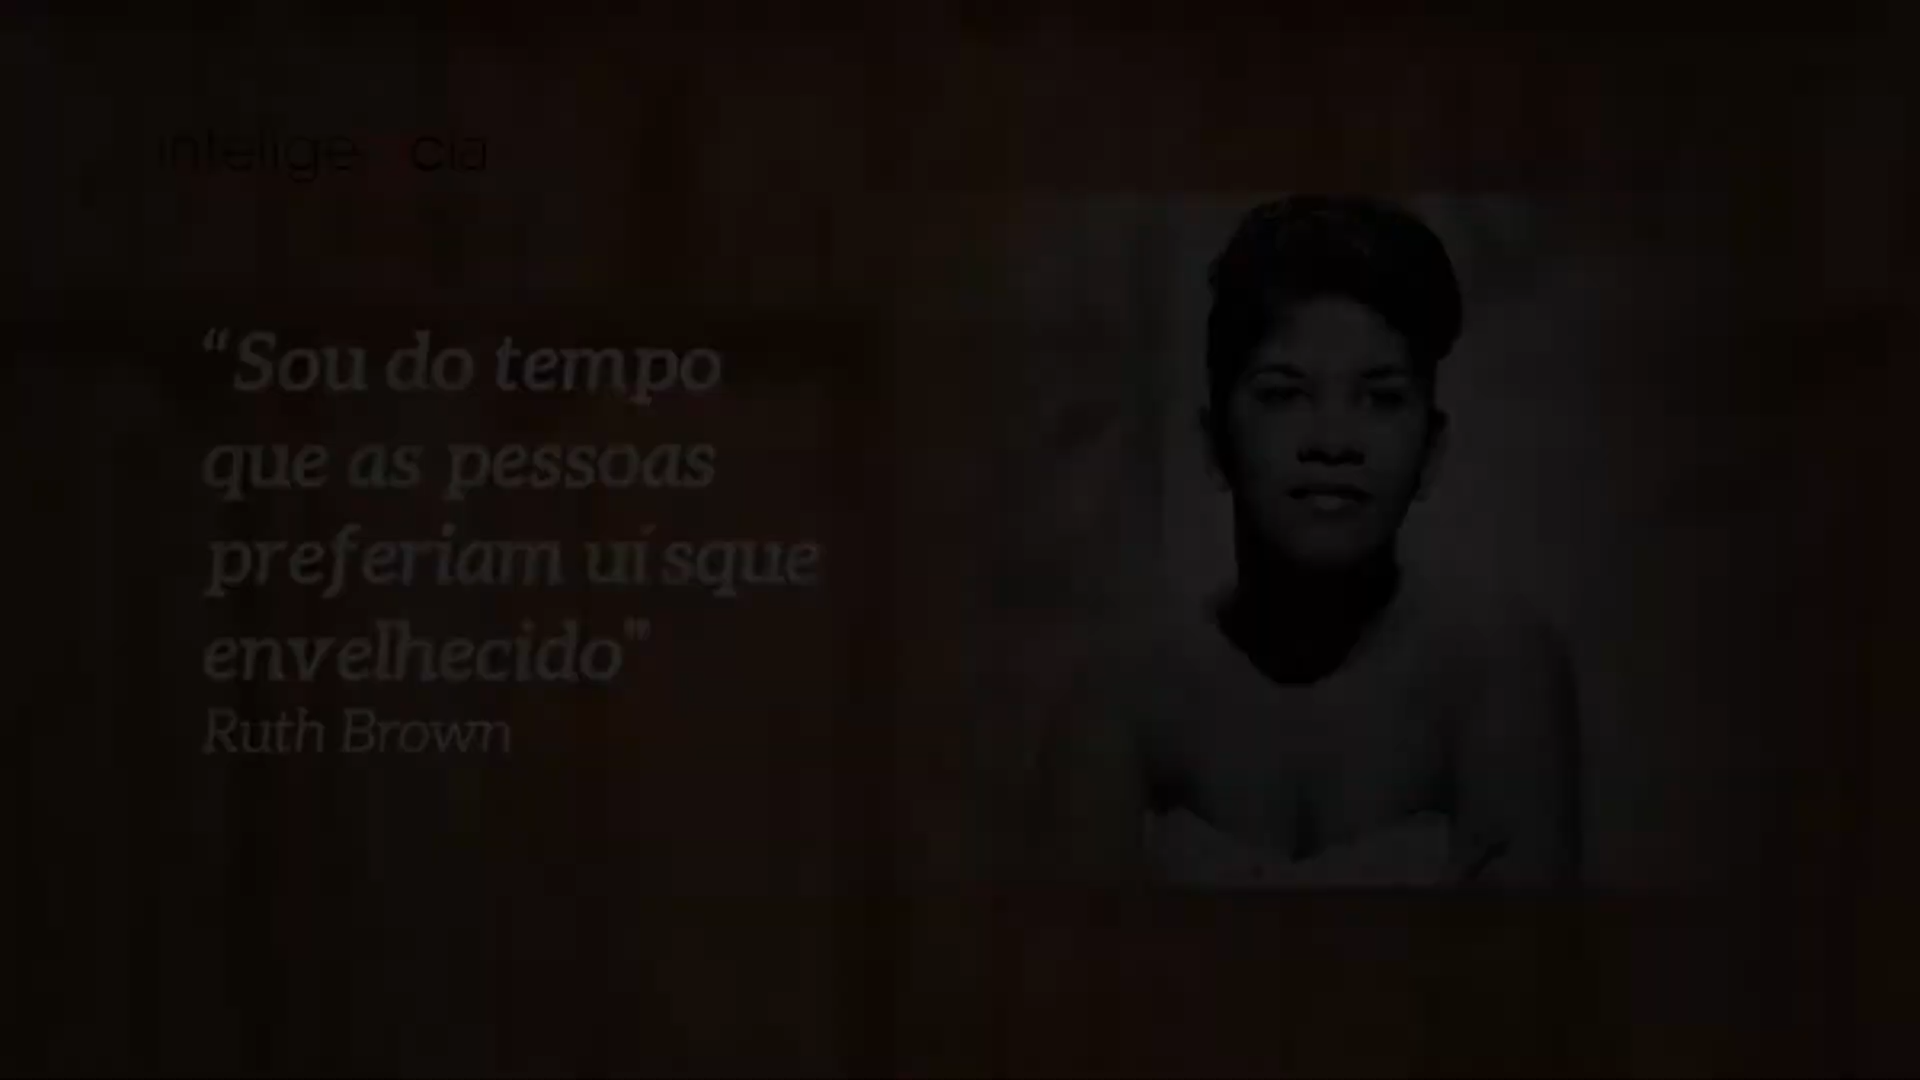 “Sou do tempo
que as pessoas
preferiam uísque
envelhecido”
Ruth Brown